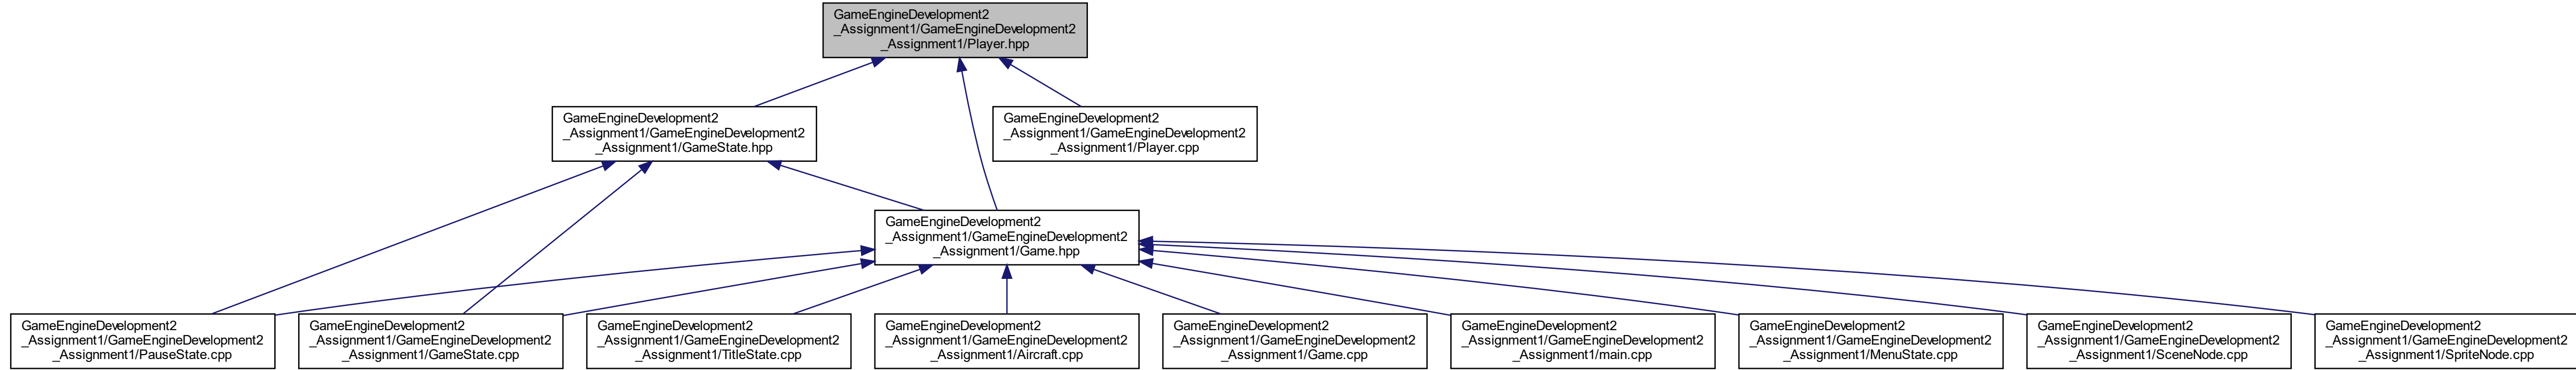 GameEngineDevelopment2
_Assignment1/GameEngineDevelopment2
_Assignment1/Player.hpp
GameEngineDevelopment2
_Assignment1/GameEngineDevelopment2
_Assignment1/GameState.hpp
GameEngineDevelopment2
_Assignment1/GameEngineDevelopment2
_Assignment1/Player.cpp
GameEngineDevelopment2
_Assignment1/GameEngineDevelopment2
_Assignment1/Game.hpp
GameEngineDevelopment2
_Assignment1/GameEngineDevelopment2
_Assignment1/PauseState.cpp
GameEngineDevelopment2
_Assignment1/GameEngineDevelopment2
_Assignment1/GameState.cpp
GameEngineDevelopment2
_Assignment1/GameEngineDevelopment2
_Assignment1/TitleState.cpp
GameEngineDevelopment2
_Assignment1/GameEngineDevelopment2
_Assignment1/Aircraft.cpp
GameEngineDevelopment2
_Assignment1/GameEngineDevelopment2
_Assignment1/Game.cpp
GameEngineDevelopment2
_Assignment1/GameEngineDevelopment2
_Assignment1/main.cpp
GameEngineDevelopment2
_Assignment1/GameEngineDevelopment2
_Assignment1/MenuState.cpp
GameEngineDevelopment2
_Assignment1/GameEngineDevelopment2
_Assignment1/SceneNode.cpp
GameEngineDevelopment2
_Assignment1/GameEngineDevelopment2
_Assignment1/SpriteNode.cpp